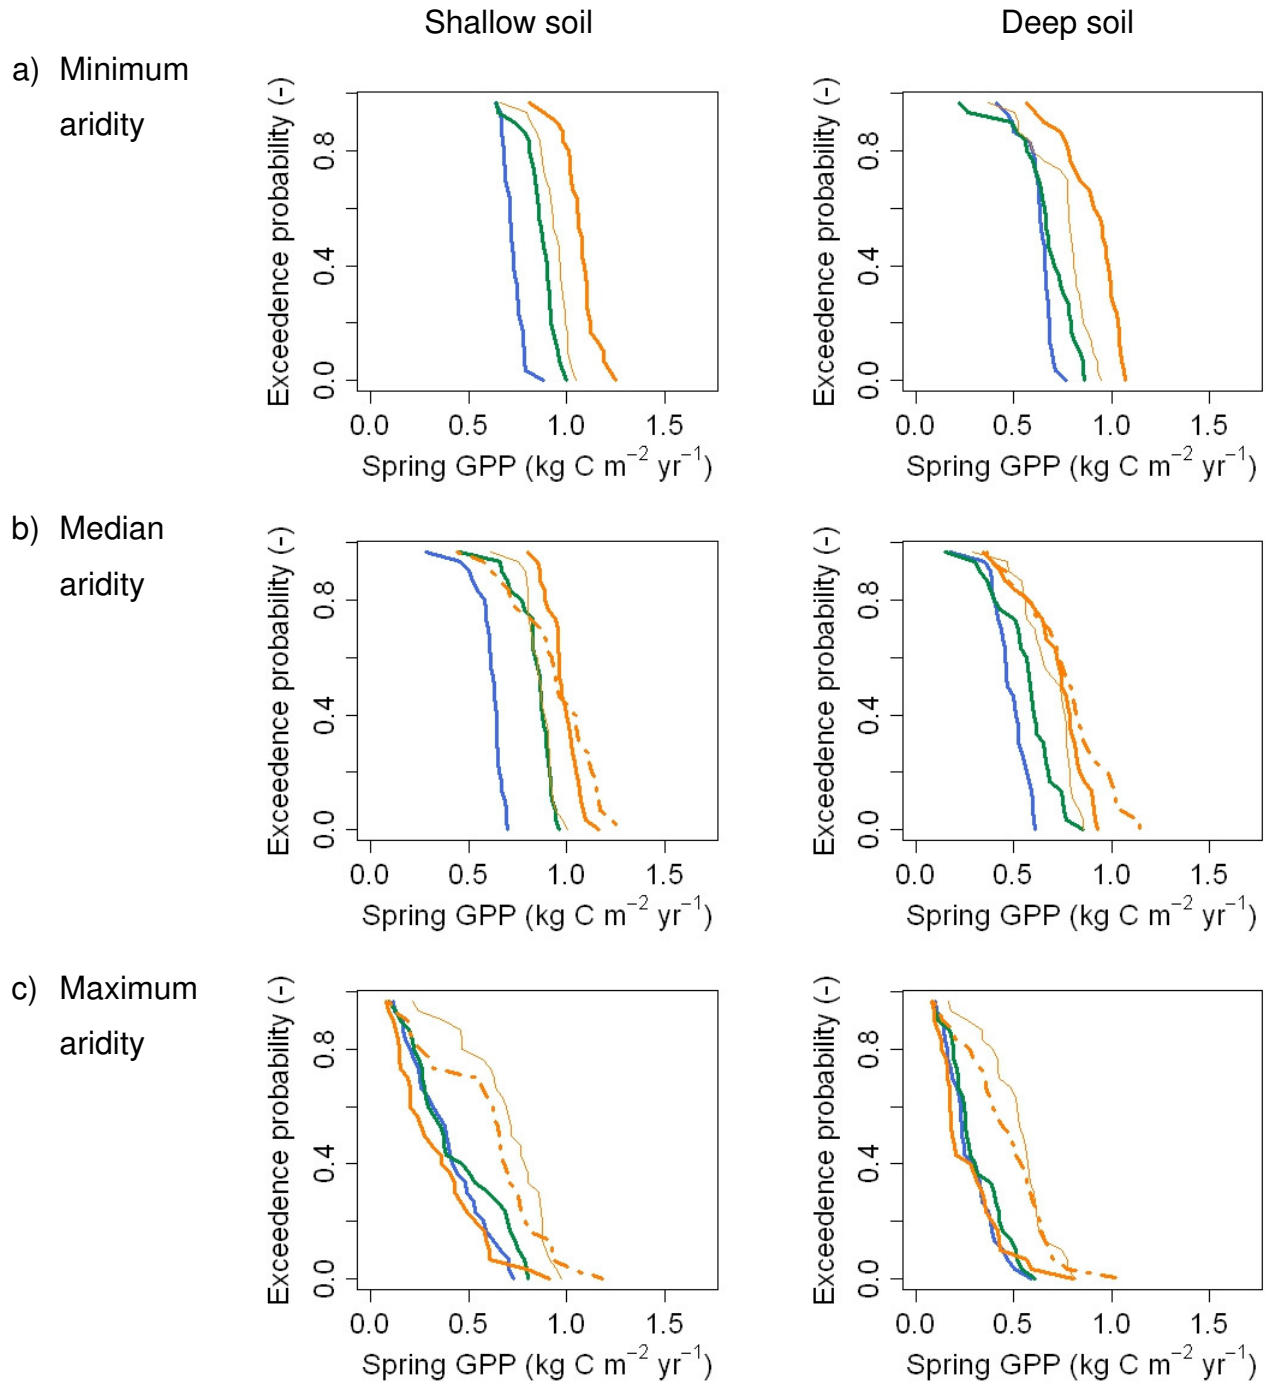 Shallow soil Deep soil
a) Minimum aridity
Exceedence probability (-)
0.0 0.4 0.8
0.0 0.5 1.0 1.5
Spring GPP (kg C m⁻² yr⁻¹)
Exceedence probability (-)
0.0 0.4 0.8
0.0 0.5 1.0 1.5
Spring GPP (kg C m⁻² yr⁻¹)
b) Median aridity
Exceedence probability (-)
0.0 0.4 0.8
0.0 0.5 1.0 1.5
Spring GPP (kg C m⁻² yr⁻¹)
Exceedence probability (-)
0.0 0.4 0.8
0.0 0.5 1.0 1.5
Spring GPP (kg C m⁻² yr⁻¹)
c) Maximum aridity
Exceedence probability (-)
0.0 0.4 0.8
0.0 0.5 1.0 1.5
Spring GPP (kg C m⁻² yr⁻¹)
Exceedence probability (-)
0.0 0.4 0.8
0.0 0.5 1.0 1.5
Spring GPP (kg C m⁻² yr⁻¹)